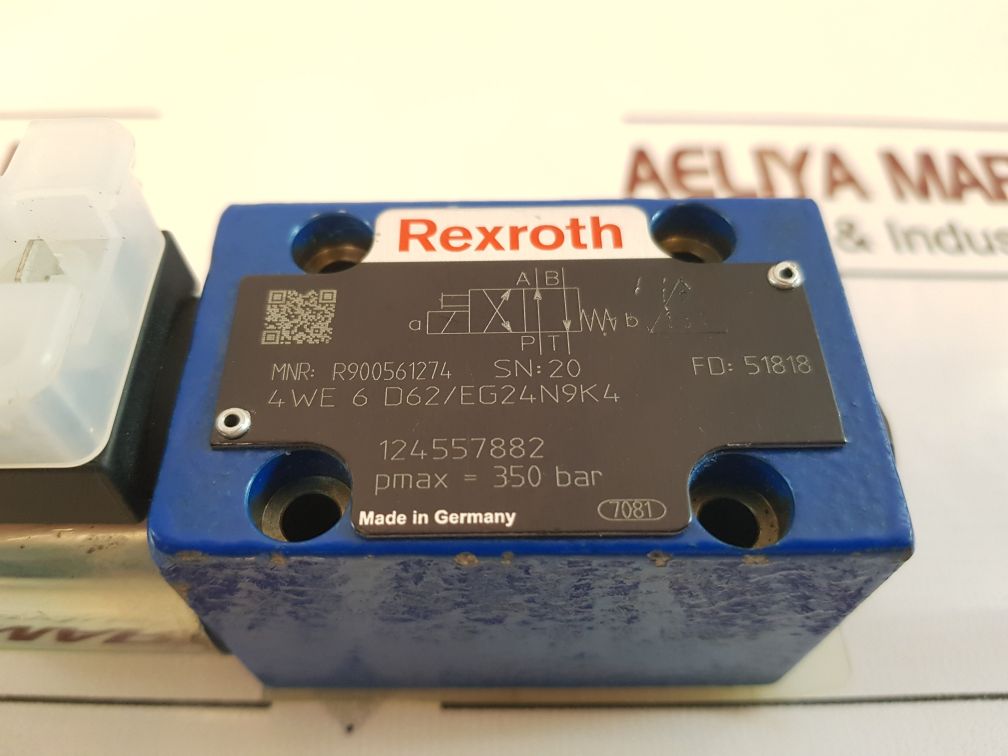 AELIYA MAR
& Indus
Rexroth
A B
a b
P T
MNR: R900561274 SN: 20 FD: 51818
4WE 6 D62/EG24N9K4
124557882
pmax = 350 bar
Made in Germany 7081